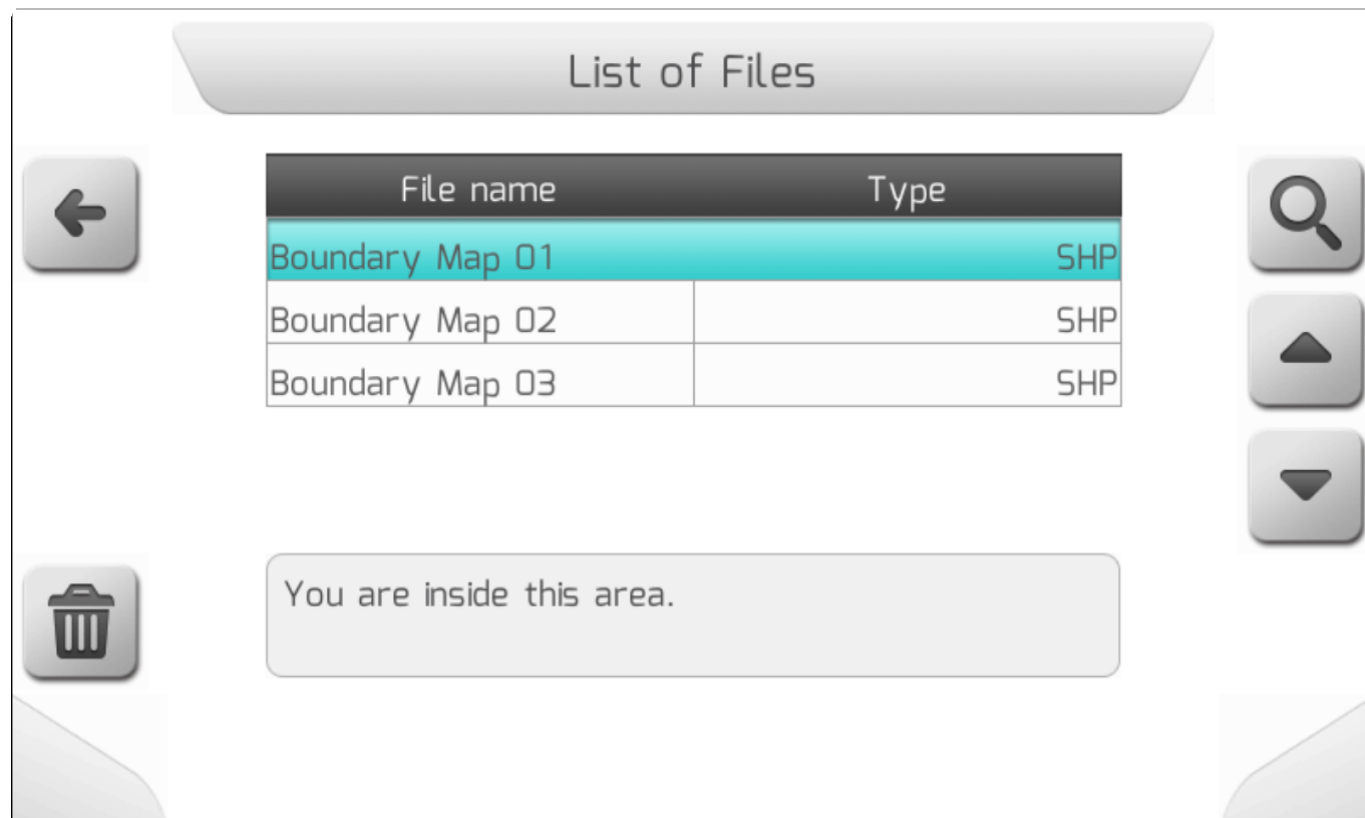 List of Files
File name Type
Boundary Map 01 SHP
Boundary Map 02 SHP
Boundary Map 03 SHP
You are inside this area.